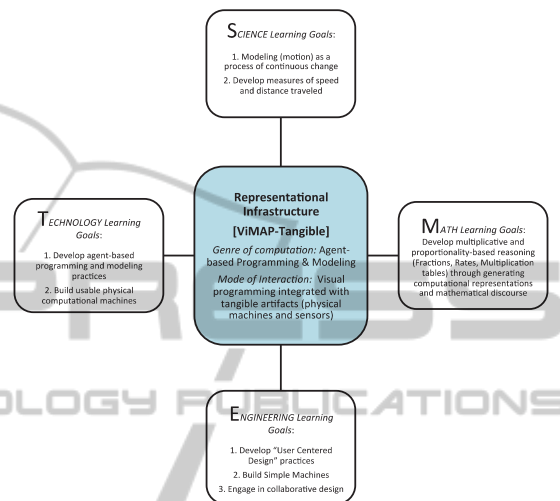 SCIENCE Learning Goals:
1. Modeling (motion) as a
process of continuous change
2. Develop measures of speed
and distance traveled
TECHNOLOGY Learning
Goals:
1. Develop agent-based
programming and modeling
practices
2. Build usable physical
computational machines
Representational
Infrastructure
[ViMAP-Tangible]
Genre of computation: Agent-
based Programming & Modeling
Mode of Interaction: Visual
programming integrated with
tangible artifacts (physical
machines and sensors)
MATH Learning Goals:
Develop multiplicative and
proportionality-based reasoning
(Fractions, Rates, Multiplication
tables) through generating
computational representations
and mathematical discourse
ENGINEERING Learning
Goals:
1. Develop “User Centered
Design” practices
2. Build Simple Machines
3. Engage in collaborative design
PRESS
OLOGY PUBLICATIONS